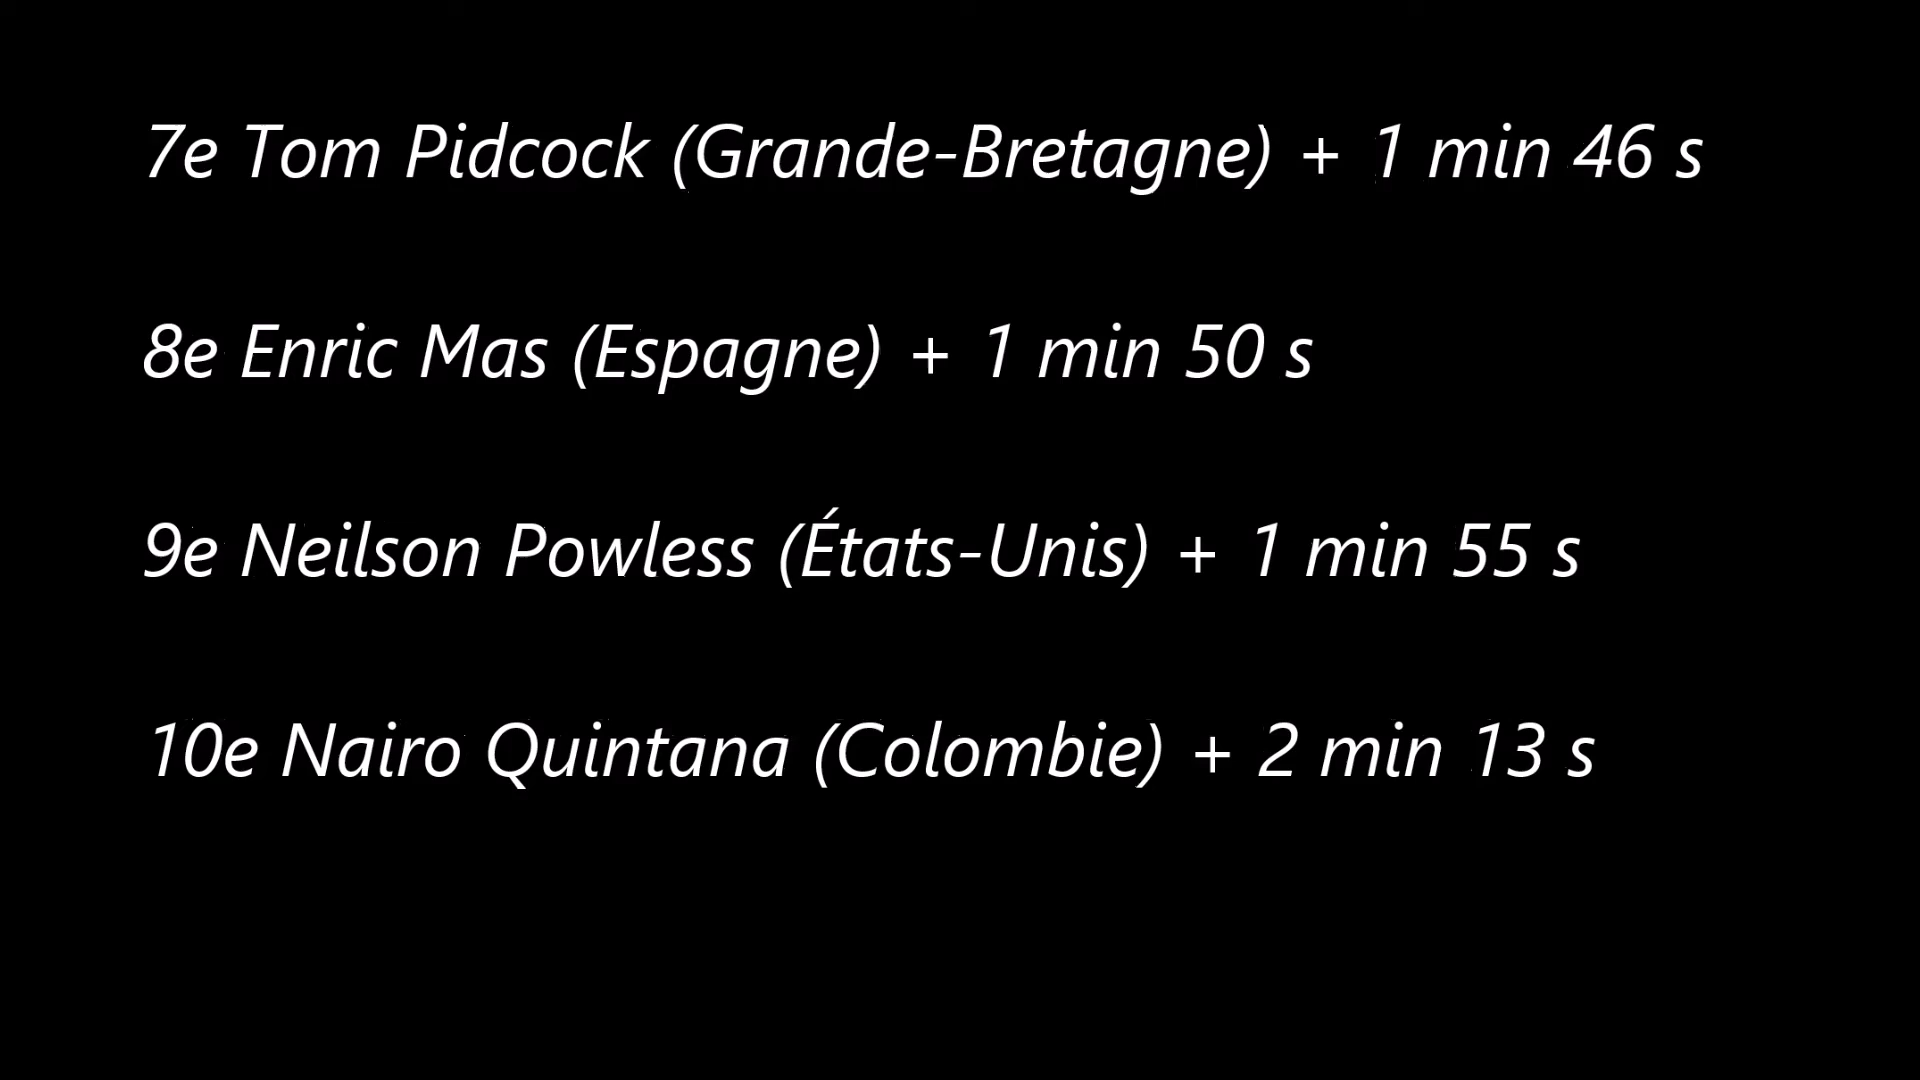 7e Tom Pidcock (Grande-Bretagne) + 1 min 46 s
8e Enric Mas (Espagne) + 1 min 50 s
9e Neilson Powless (États-Unis) + 1 min 55 s
10e Nairo Quintana (Colombie) + 2 min 13 s